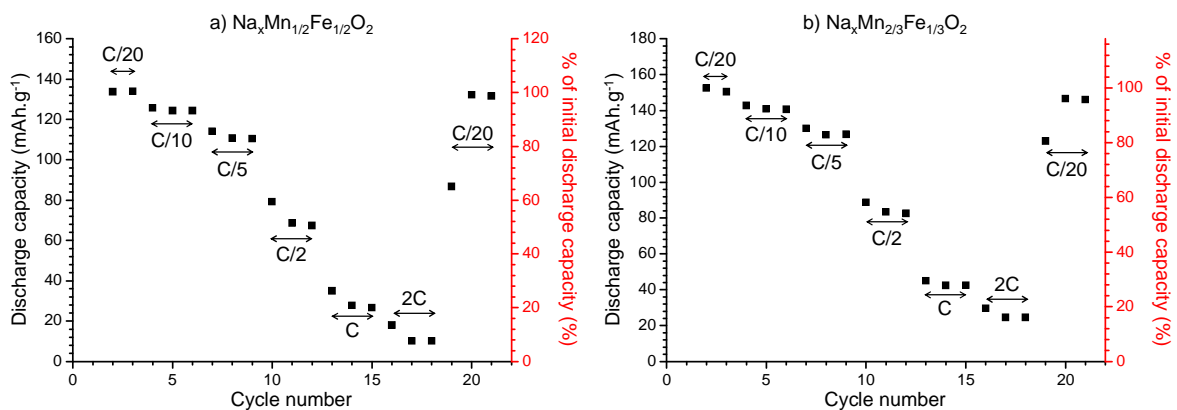 a) NaxMn1/2Fe1/2O2
Discharge capacity (mAh.g-1)
160
140
120
100
80
60
40
20
0
C/20
C/10
C/5
C/2
C
2C
C/20
0
5
10
15
20
Cycle number
120
100
80
60
40
20
0
% of initial discharge capacity (%)
b) NaxMn2/3Fe1/3O2
Discharge capacity (mAh.g-1)
180
160
140
120
100
80
60
40
20
0
C/20
C/10
C/5
C/2
C
2C
C/20
0
5
10
15
20
Cycle number
100
80
60
40
20
0
% of initial discharge capacity (%)